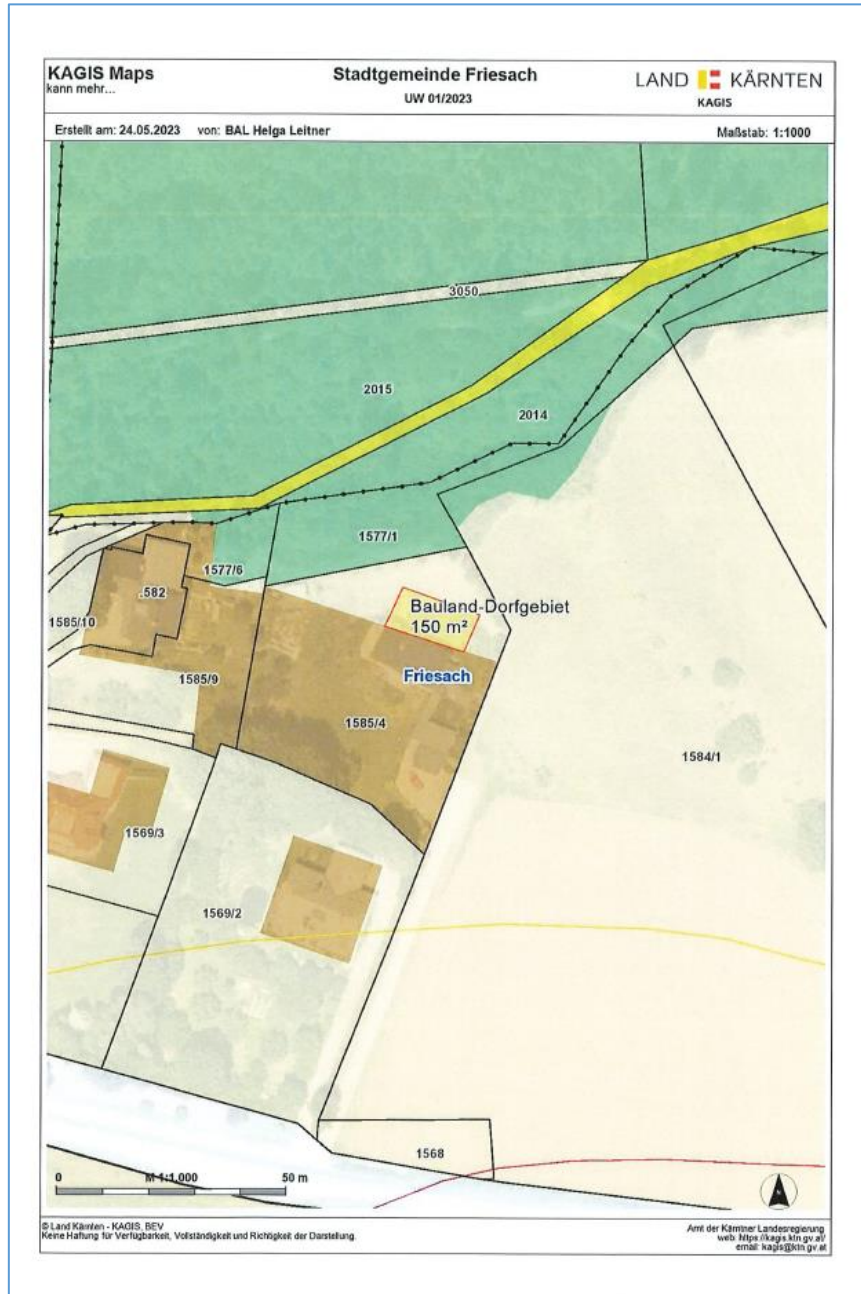 KAGIS Maps
kann mehr...
Stadtgemeinde Friesach
UW 01/2023
LAND KÄRNTEN
KAGIS
Erstellt am: 24.05.2023 von: BAL Helga Leitner
Maßstab: 1:1000
3050
2015
2014
1577/1
1577/6
.582
1585/10
Bauland-Dorfgebiet
150 m²
Friesach
1585/9
1585/4
1584/1
1569/3
1569/2
1568
0 M 1:1.000 50 m
N
© Land Kärnten - KAGIS, BEV
Keine Haftung für Verfügbarkeit, Vollständigkeit und Richtigkeit der Darstellung.
Amt der Kärntner Landesregierung
web: https://kagis.ktn.gv.at/
email: kagis@ktn.gv.at